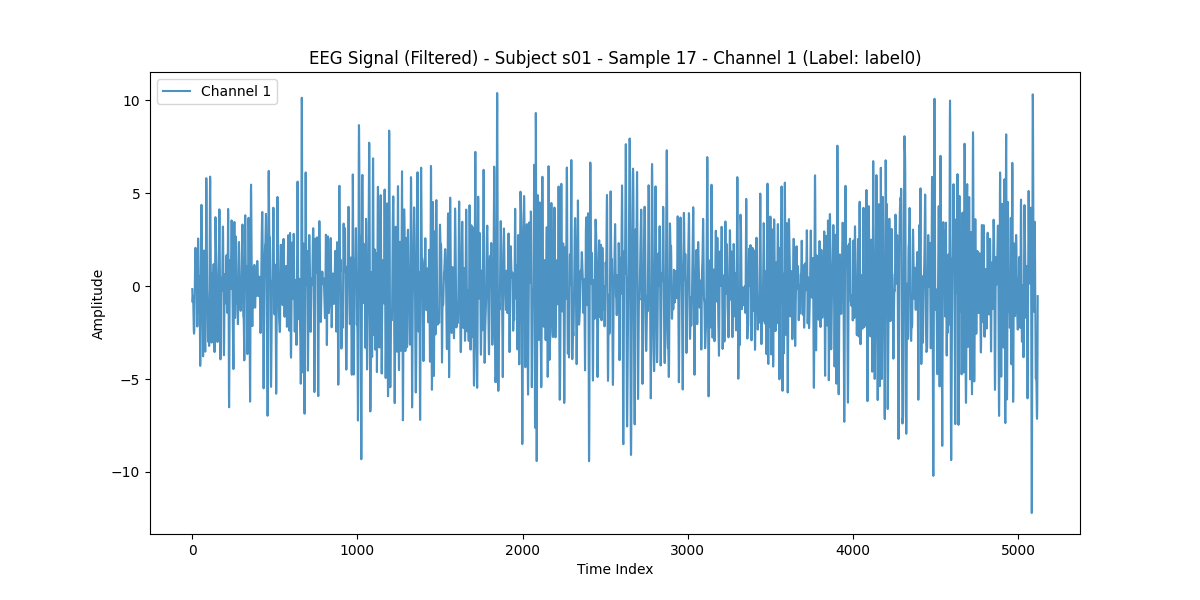 EEG Signal (Filtered) - Subject s01 - Sample 17 - Channel 1 (Label: label0)
Channel 1
10
5
0
−5
−10
Amplitude
0 1000 2000 3000 4000 5000
Time Index